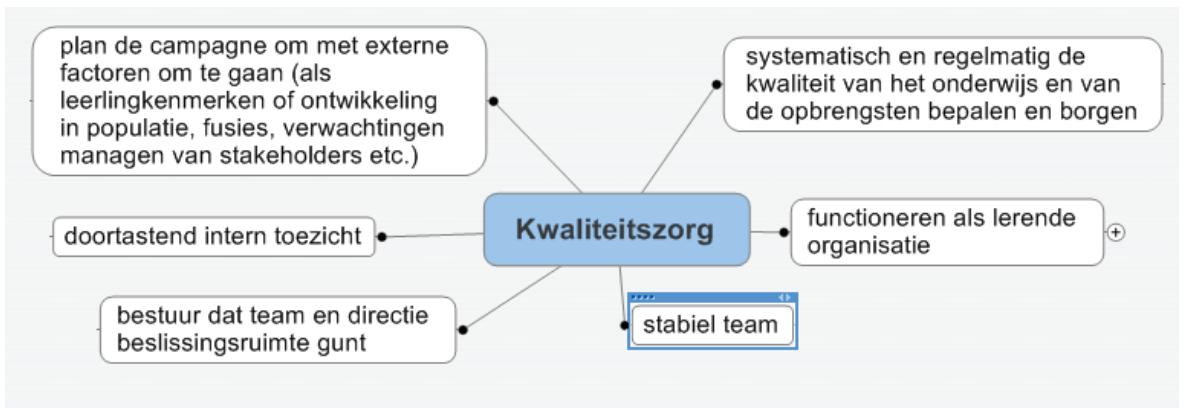 plan de campagne om met externe
factoren om te gaan (als
leerlingkenmerken of ontwikkeling
in populatie, fusies, verwachtingen
managen van stakeholders etc.)
systematisch en regelmatig de
kwaliteit van het onderwijs en van
de opbrengsten bepalen en borgen
doortastend intern toezicht
Kwaliteitszorg
functioneren als lerende
organisatie
bestuur dat team en directie
beslissingsruimte gunt
stabiel team